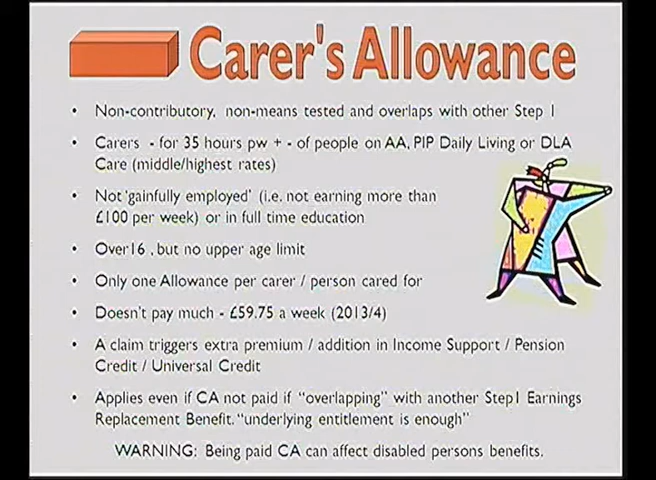 Carer's Allowance
• Non-contributory, non-means tested and overlaps with other Step 1
• Carers - for 35 hours pw + - of people on AA, PIP Daily Living or DLA
Care (middle/highest rates)
• Not 'gainfully employed' (i.e. not earning more than
£100 per week) or in full time education
• Over16 , but no upper age limit
• Only one Allowance per carer / person cared for
• Doesn't pay much - £59.75 a week (2013/4)
• A claim triggers extra premium / addition in Income Support / Pension
Credit / Universal Credit
• Applies even if CA not paid if "overlapping" with another Step1 Earnings
Replacement Benefit. "underlying entitlement is enough"
WARNING: Being paid CA can affect disabled persons benefits.